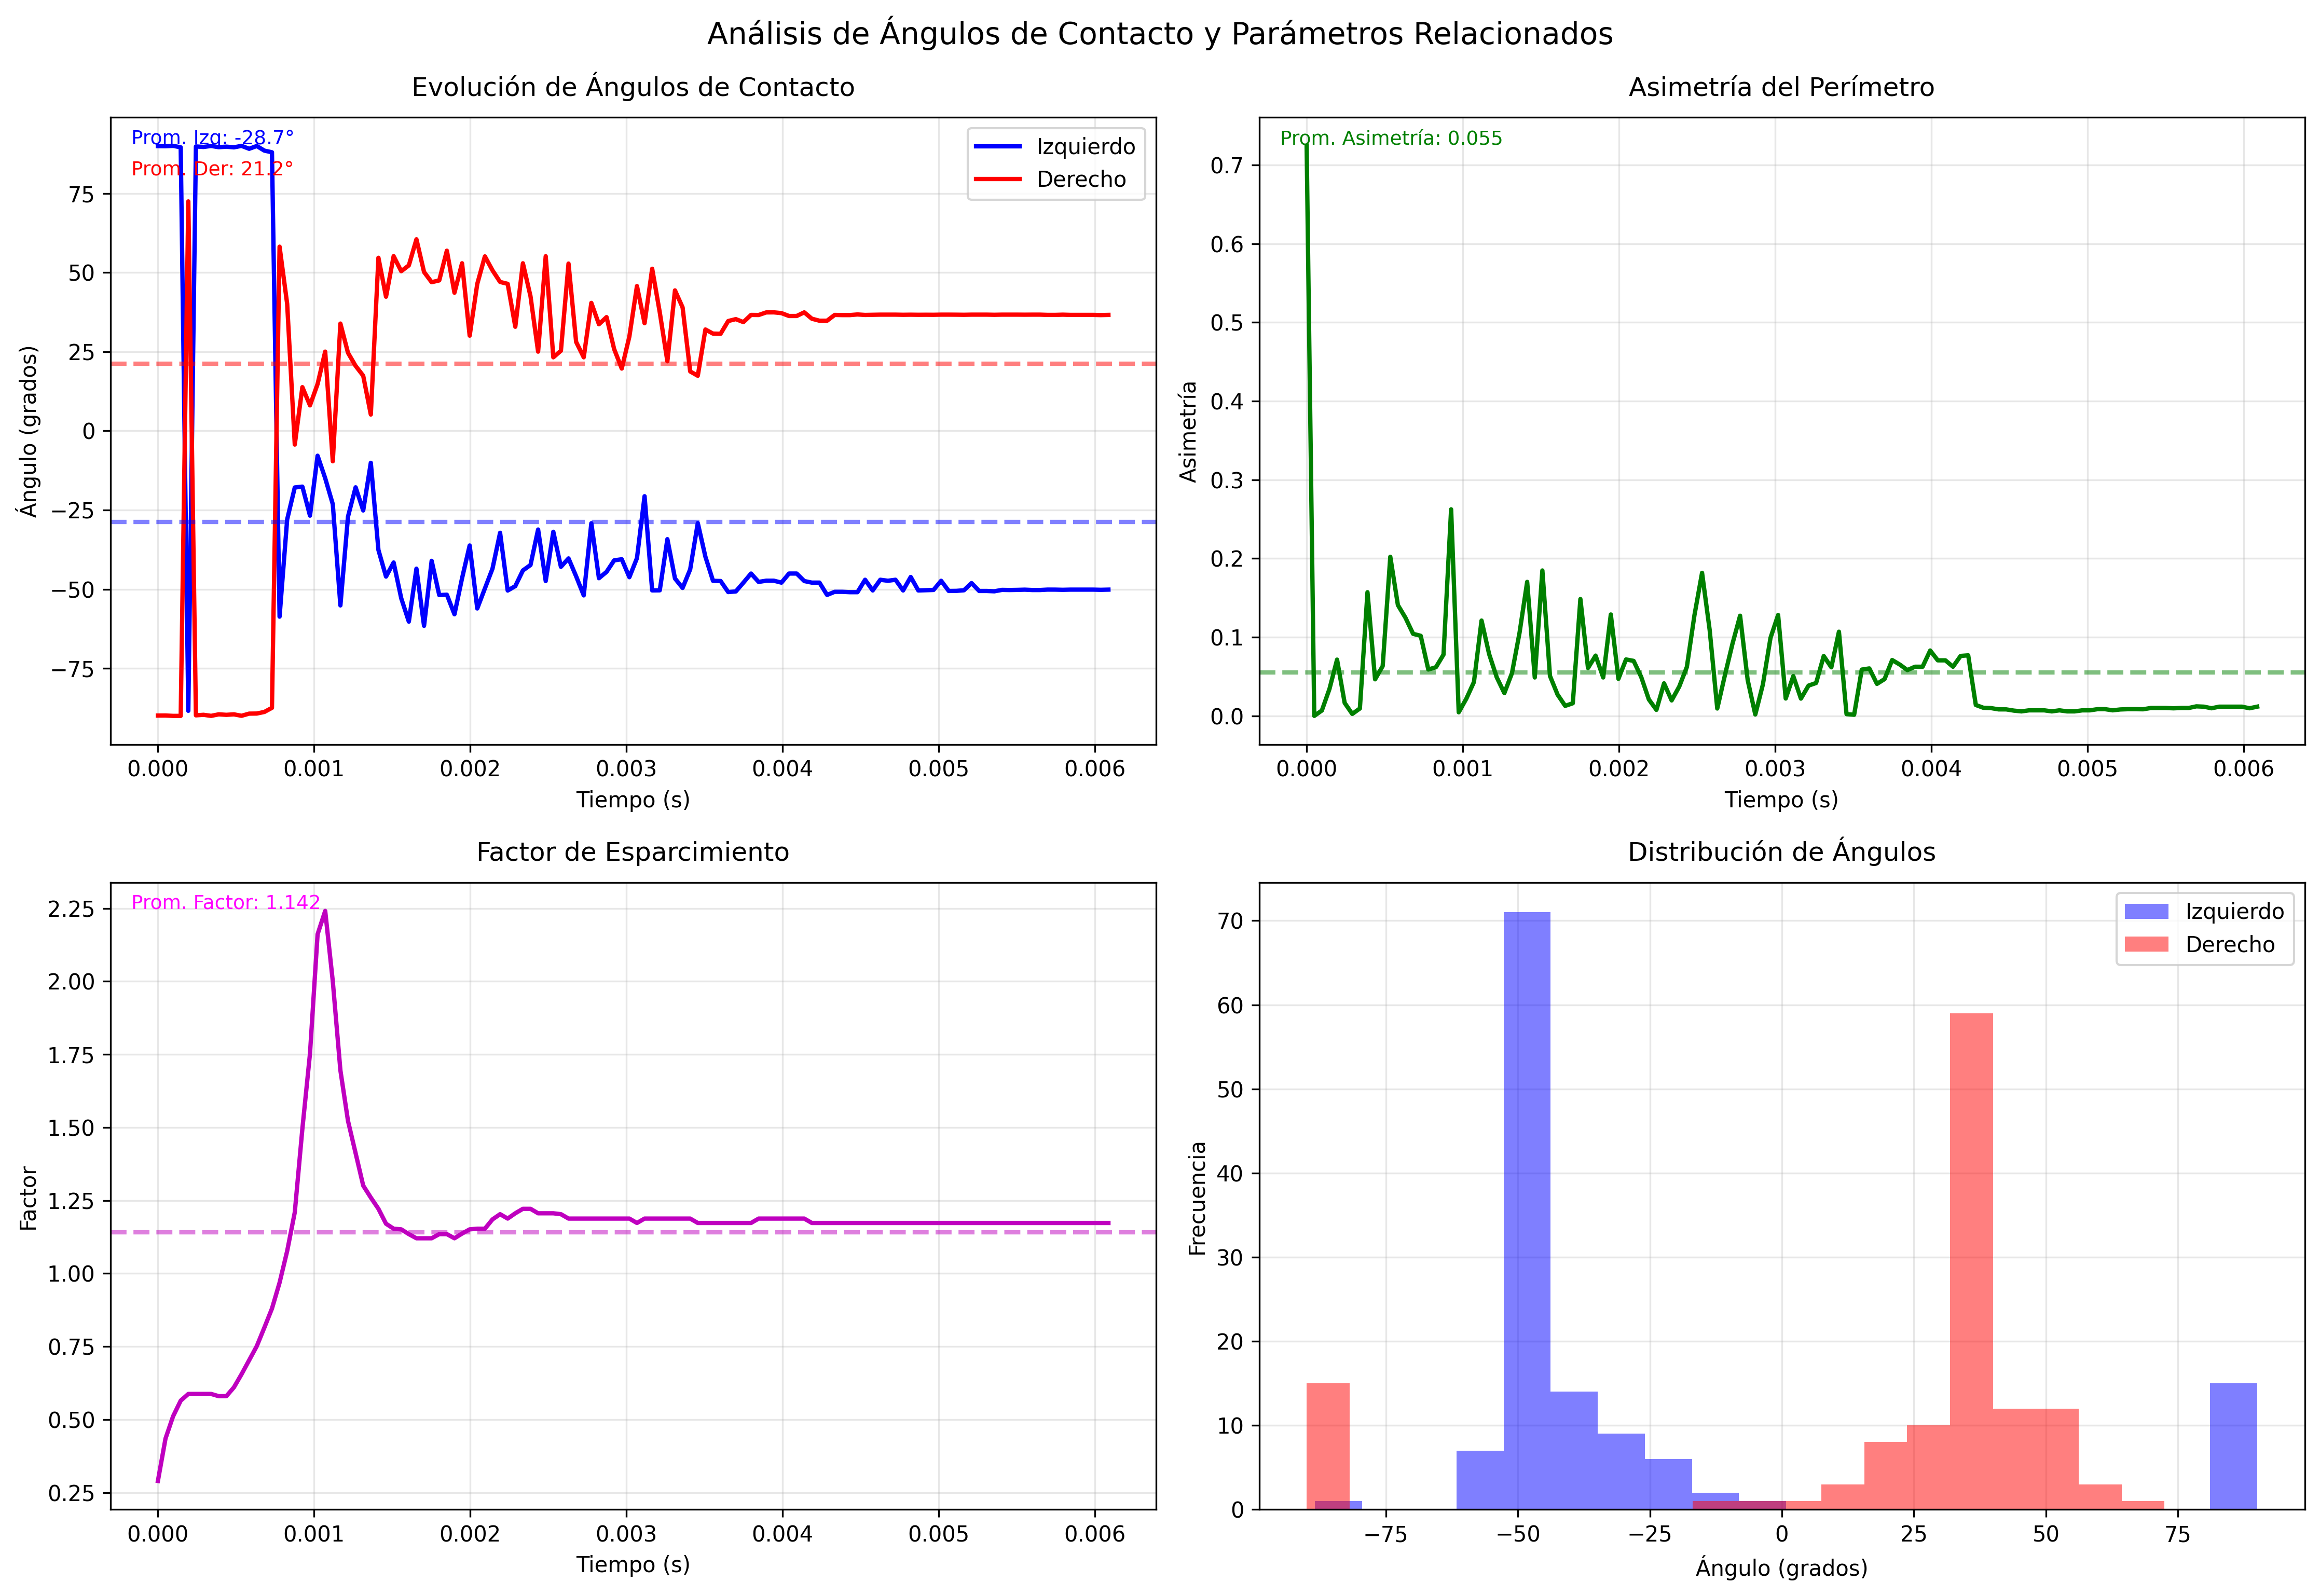 Análisis de Ángulos de Contacto y Parámetros Relacionados
Evolución de Ángulos de Contacto
Prom. Izq: -28.7°
Prom. Der: 21.2°
Izquierdo
Derecho
75
50
25
0
−25
−50
−75
Ángulo (grados)
0.000 0.001 0.002 0.003 0.004 0.005 0.006
Tiempo (s)
Asimetría del Perímetro
Prom. Asimetría: 0.055
0.7
0.6
0.5
0.4
0.3
0.2
0.1
0.0
Asimetría
0.000 0.001 0.002 0.003 0.004 0.005 0.006
Tiempo (s)
Factor de Esparcimiento
Prom. Factor: 1.142
2.25
2.00
1.75
1.50
1.25
1.00
0.75
0.50
0.25
Factor
0.000 0.001 0.002 0.003 0.004 0.005 0.006
Tiempo (s)
Distribución de Ángulos
Izquierdo
Derecho
70
60
50
40
30
20
10
0
Frecuencia
−75 −50 −25 0 25 50 75
Ángulo (grados)